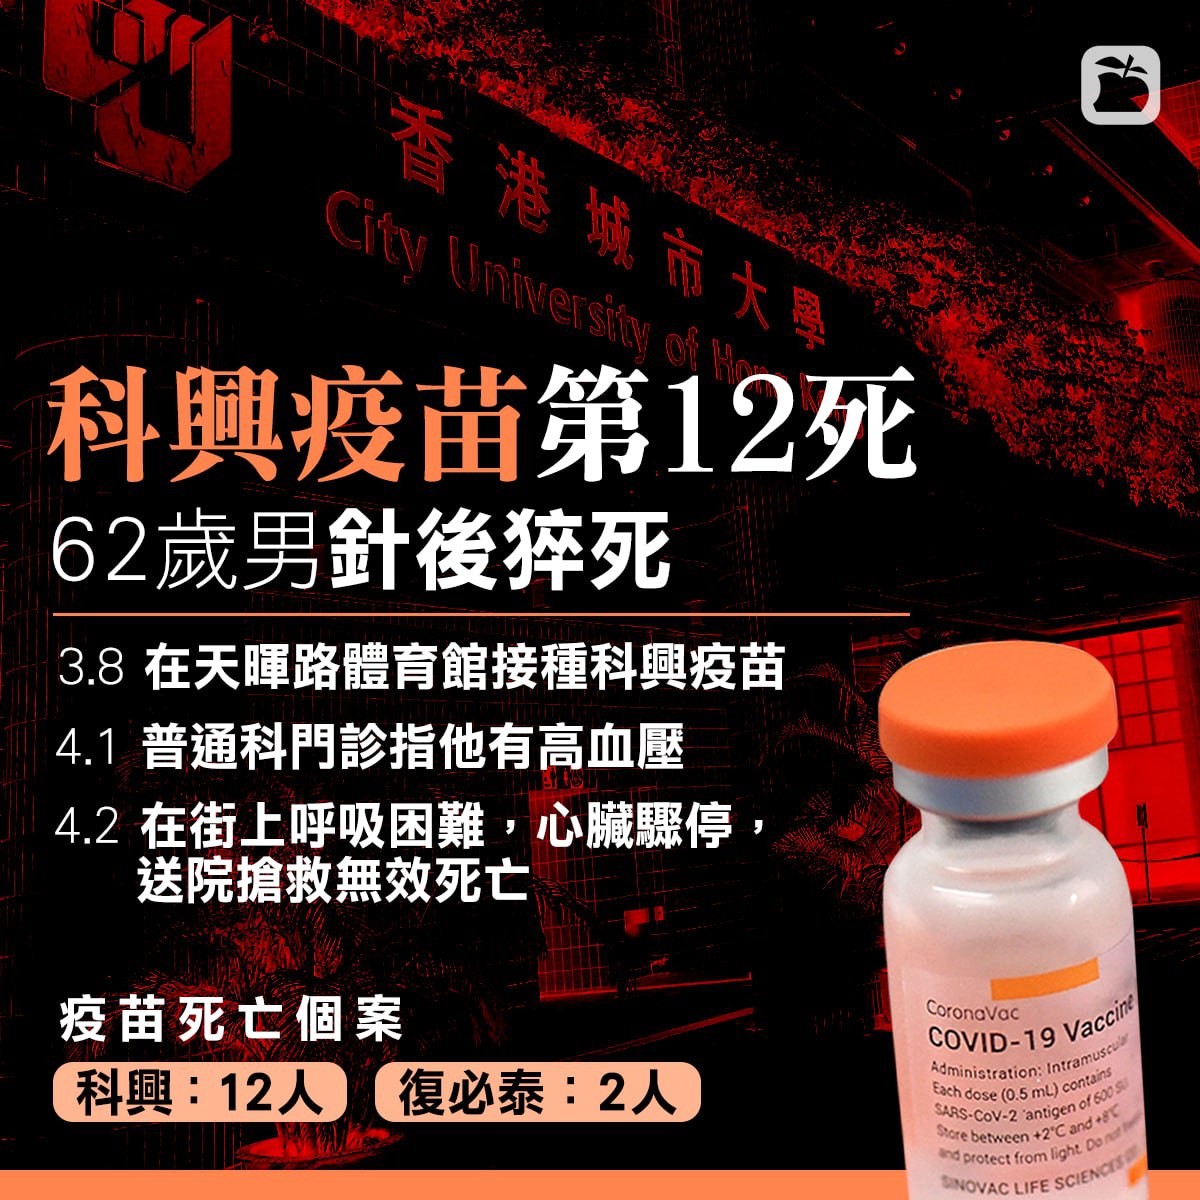 香港城市大學
City University of Hong Kong
科興疫苗第12死
62歲男針後猝死
3.8 在天暉路體育館接種科興疫苗
4.1 普通科門診指他有高血壓
4.2 在街上呼吸困難，心臟驟停，
送院搶救無效死亡
疫苗死亡個案
科興：12人
復必泰：2人
CoronaVac
COVID-19 Vaccine
Administration: Intramuscular
Each dose (0.5 mL) contains
SARS-CoV-2 antigen of 600 SU
Store between +2°C and +8°C
and protect from light. Do not
SINOVAC LIFE SCIENCES